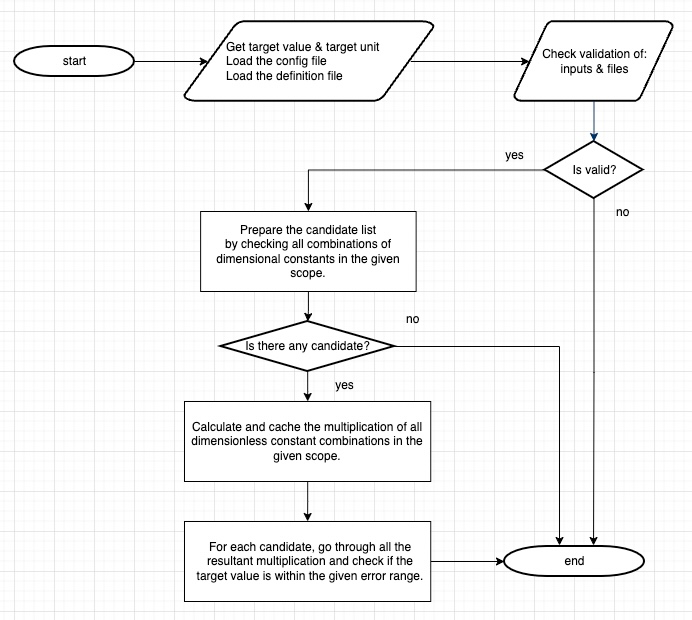 start
Get target value & target unit
Load the config file
Load the definition file
Check validation of:
inputs & files
Is valid?
yes
no
Prepare the candidate list
by checking all combinations of
dimensional constants in the given
scope.
Is there any candidate?
no
yes
Calculate and cache the multiplication of all
dimensionless constant combinations in the
given scope.
For each candidate, go through all the
resultant multiplication and check if the
target value is within the given error range.
end